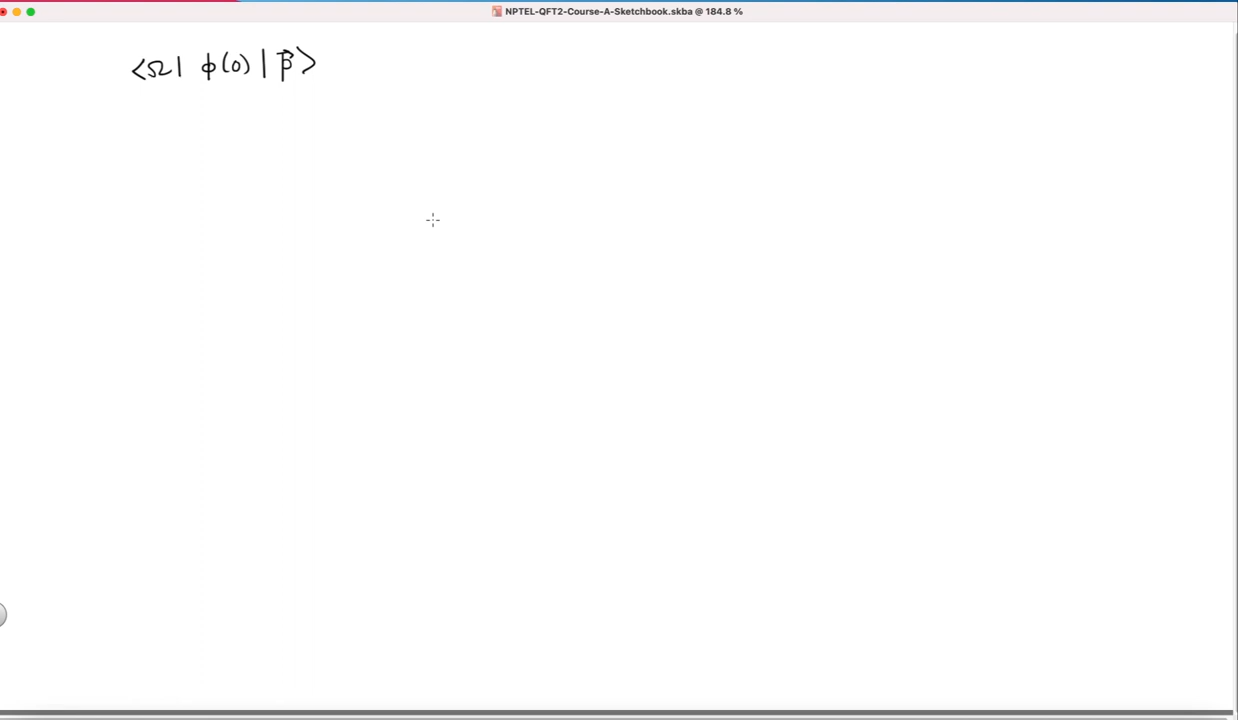 NPTEL-QFT2-Course-A-Sketchbook.skba @ 184.8 %
<Ω| φ(0) | p⃗ >